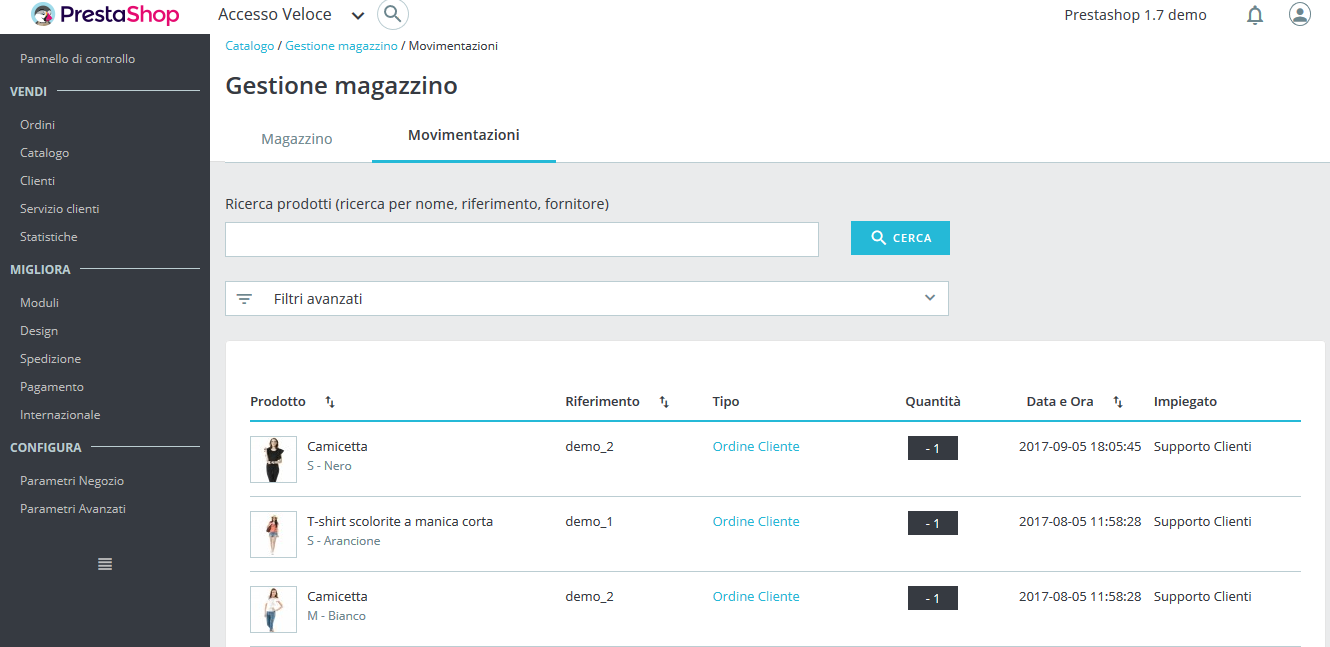 PrestaShop
Accesso Veloce
Prestashop 1.7 demo
Pannello di controllo
VENDI
Ordini
Catalogo
Clienti
Servizio clienti
Statistiche
MIGLIORA
Moduli
Design
Spedizione
Pagamento
Internazionale
CONFIGURA
Parametri Negozio
Parametri Avanzati
Catalogo / Gestione magazzino / Movimentazioni
Gestione magazzino
Magazzino Movimentazioni
Ricerca prodotti (ricerca per nome, riferimento, fornitore)
CERCA
Filtri avanzati
Prodotto Riferimento Tipo Quantità Data e Ora Impiegato
Camicetta demo_2 Ordine Cliente - 1 2017-09-05 18:05:45 Supporto Clienti
S - Nero
T-shirt scolorite a manica corta demo_1 Ordine Cliente - 1 2017-08-05 11:58:28 Supporto Clienti
S - Arancione
Camicetta demo_2 Ordine Cliente - 1 2017-08-05 11:58:28 Supporto Clienti
M - Bianco